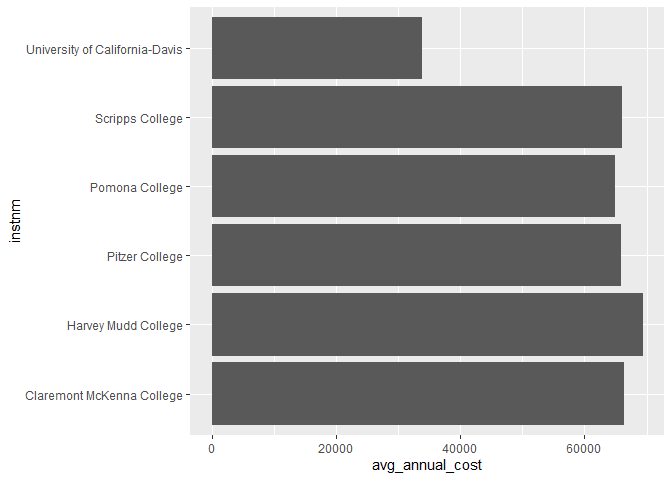 University of California-Davis
Scripps College
Pomona College
Pitzer College
Harvey Mudd College
Claremont McKenna College
instnm
0 20000 40000 60000
avg_annual_cost